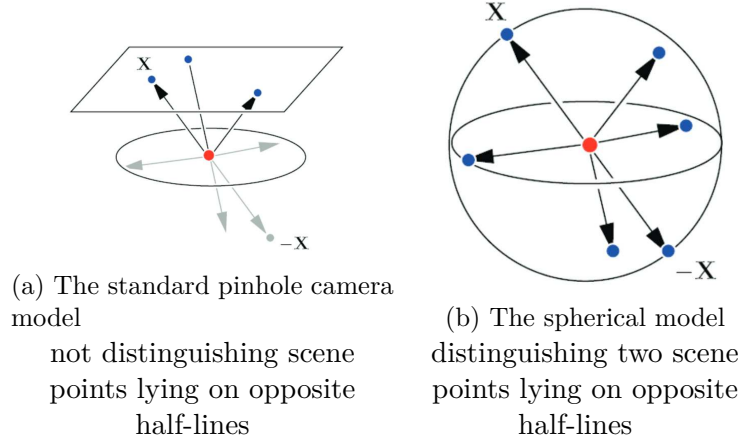 X
−X
(a) The standard pinhole camera
model
not distinguishing scene
points lying on opposite
half-lines
X
−X
(b) The spherical model
distinguishing two scene
points lying on opposite
half-lines